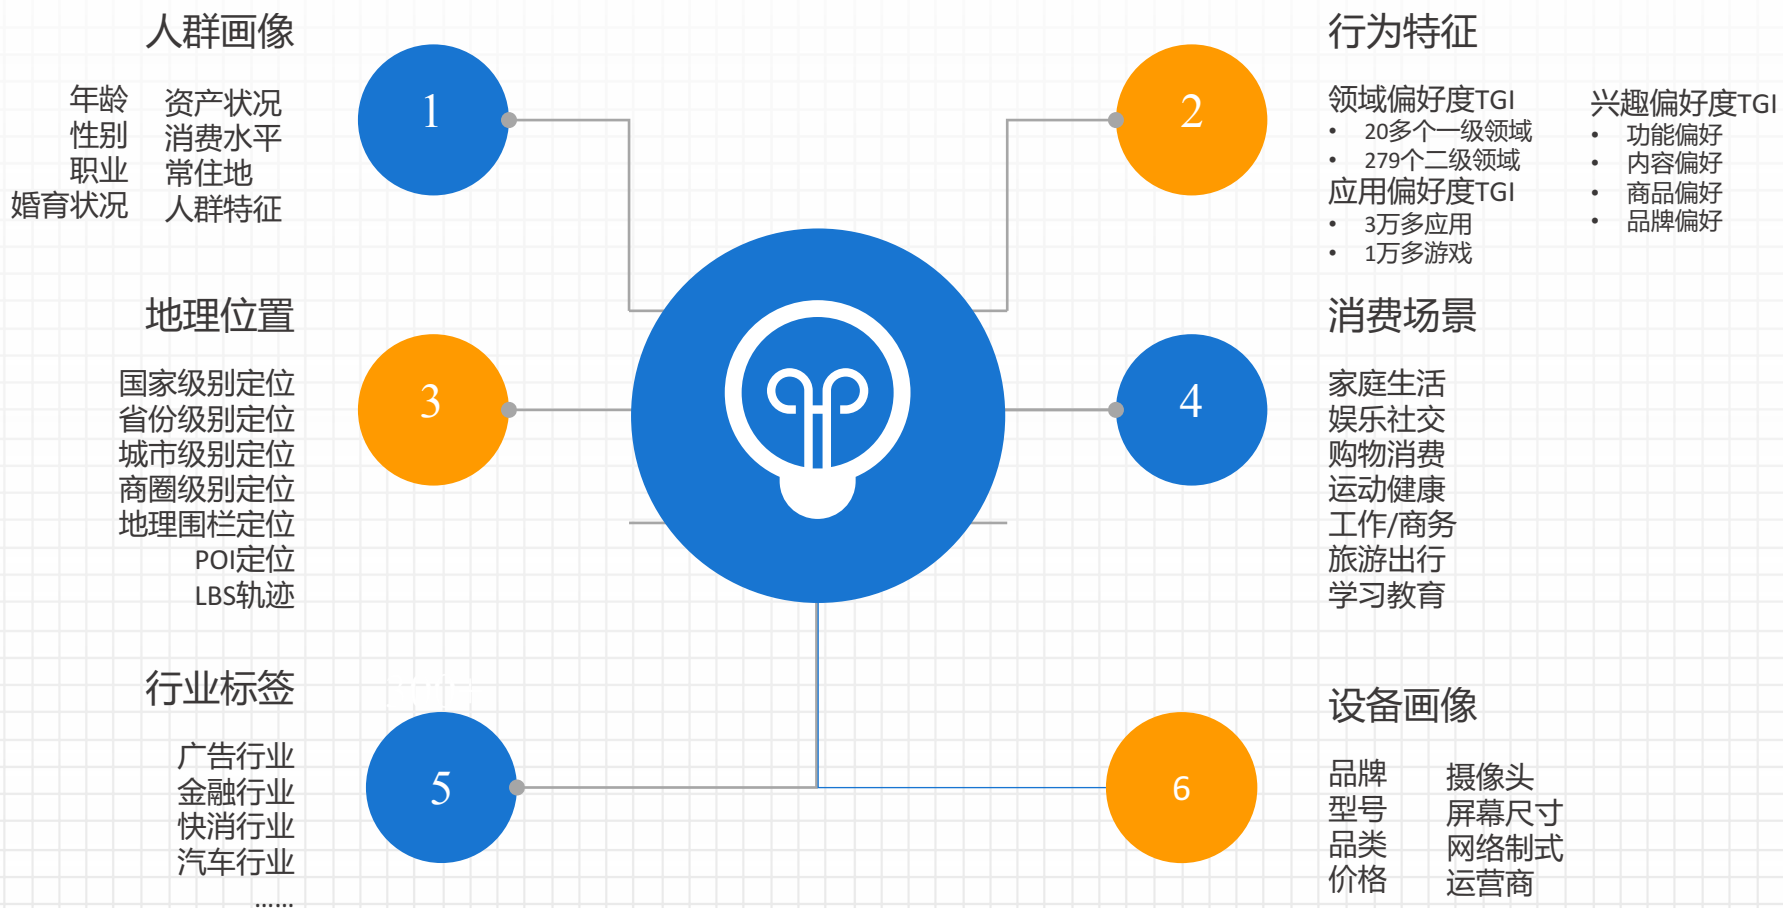 人群画像
年龄
性别
职业
婚育状况
资产状况
消费水平
常住地
人群特征
1
2
行为特征
领域偏好度TGI
• 20多个一级领域
• 279个二级领域
应用偏好度TGI
• 3万多应用
• 1万多游戏
兴趣偏好度TGI
• 功能偏好
• 内容偏好
• 商品偏好
• 品牌偏好
地理位置
国家级别定位
省份级别定位
城市级别定位
商圈级别定位
地理围栏定位
POI定位
LBS轨迹
3
4
消费场景
家庭生活
娱乐社交
购物消费
运动健康
工作/商务
旅游出行
学习教育
行业标签
广告行业
金融行业
快消行业
汽车行业
……
5
6
设备画像
品牌
型号
品类
价格
摄像头
屏幕尺寸
网络制式
运营商